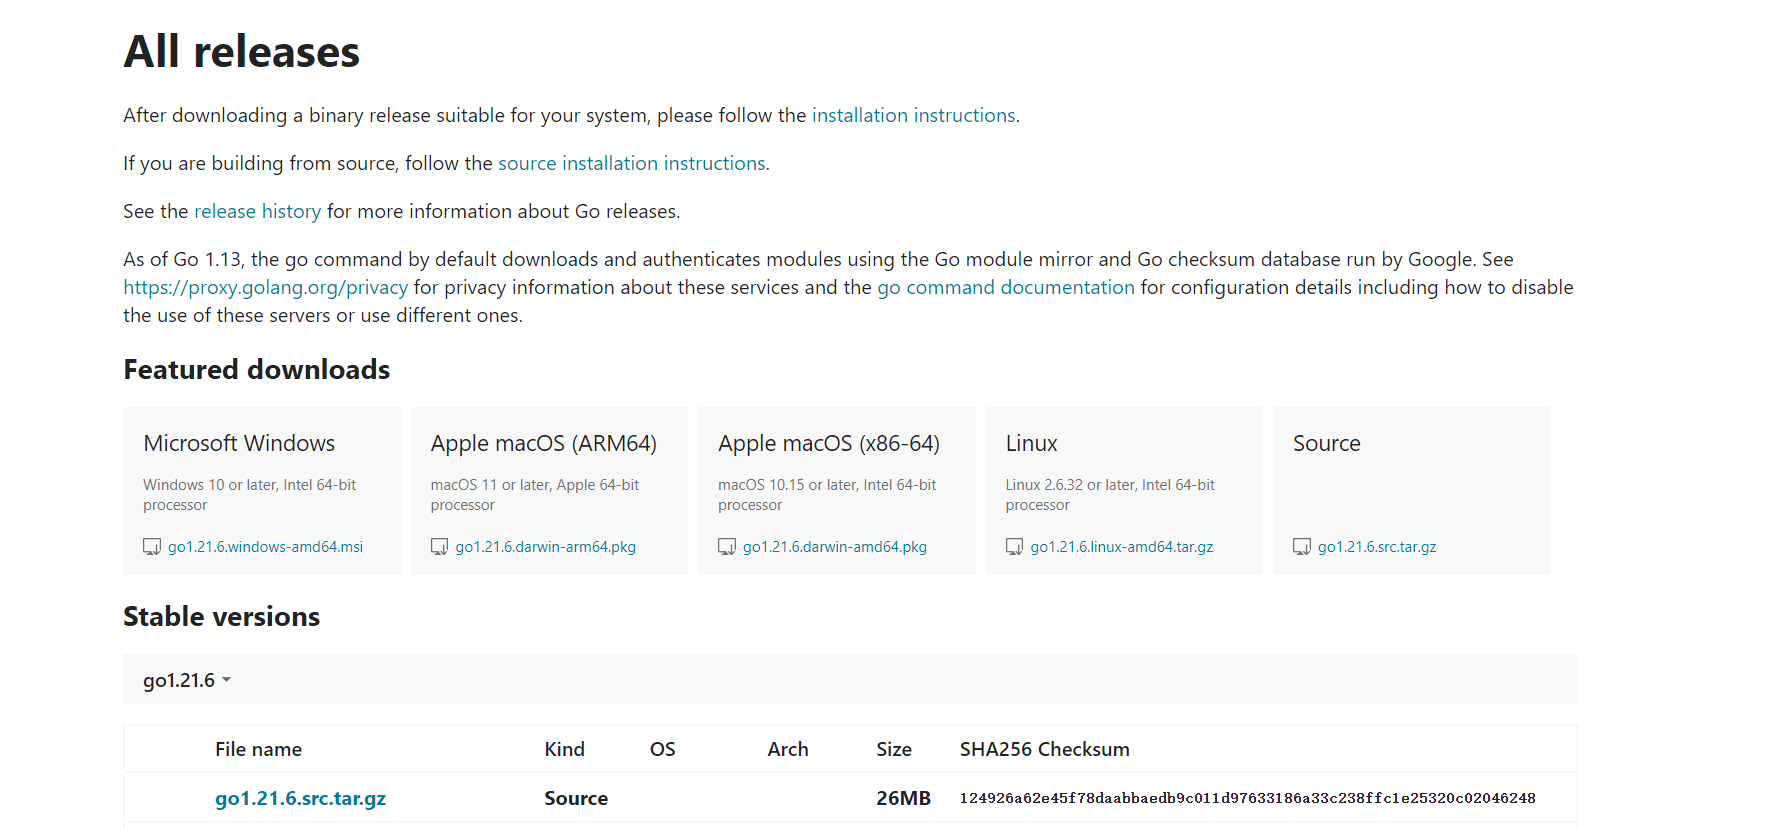 All releases
After downloading a binary release suitable for your system, please follow the installation instructions.
If you are building from source, follow the source installation instructions.
See the release history for more information about Go releases.
As of Go 1.13, the go command by default downloads and authenticates modules using the Go module mirror and Go checksum database run by Google. See
https://proxy.golang.org/privacy for privacy information about these services and the go command documentation for configuration details including how to disable
the use of these servers or use different ones.
Featured downloads
Microsoft Windows
Windows 10 or later, Intel 64-bit
processor
go1.21.6.windows-amd64.msi
Apple macOS (ARM64)
macOS 11 or later, Apple 64-bit
processor
go1.21.6.darwin-arm64.pkg
Apple macOS (x86-64)
macOS 10.15 or later, Intel 64-bit
processor
go1.21.6.darwin-amd64.pkg
Linux
Linux 2.6.32 or later, Intel 64-bit
processor
go1.21.6.linux-amd64.tar.gz
Source
go1.21.6.src.tar.gz
Stable versions
go1.21.6
File name Kind OS Arch Size SHA256 Checksum
go1.21.6.src.tar.gz Source 26MB 124926a62e45f78daabbaedb9c011d97633186a33c238ffc1e25320c02046248